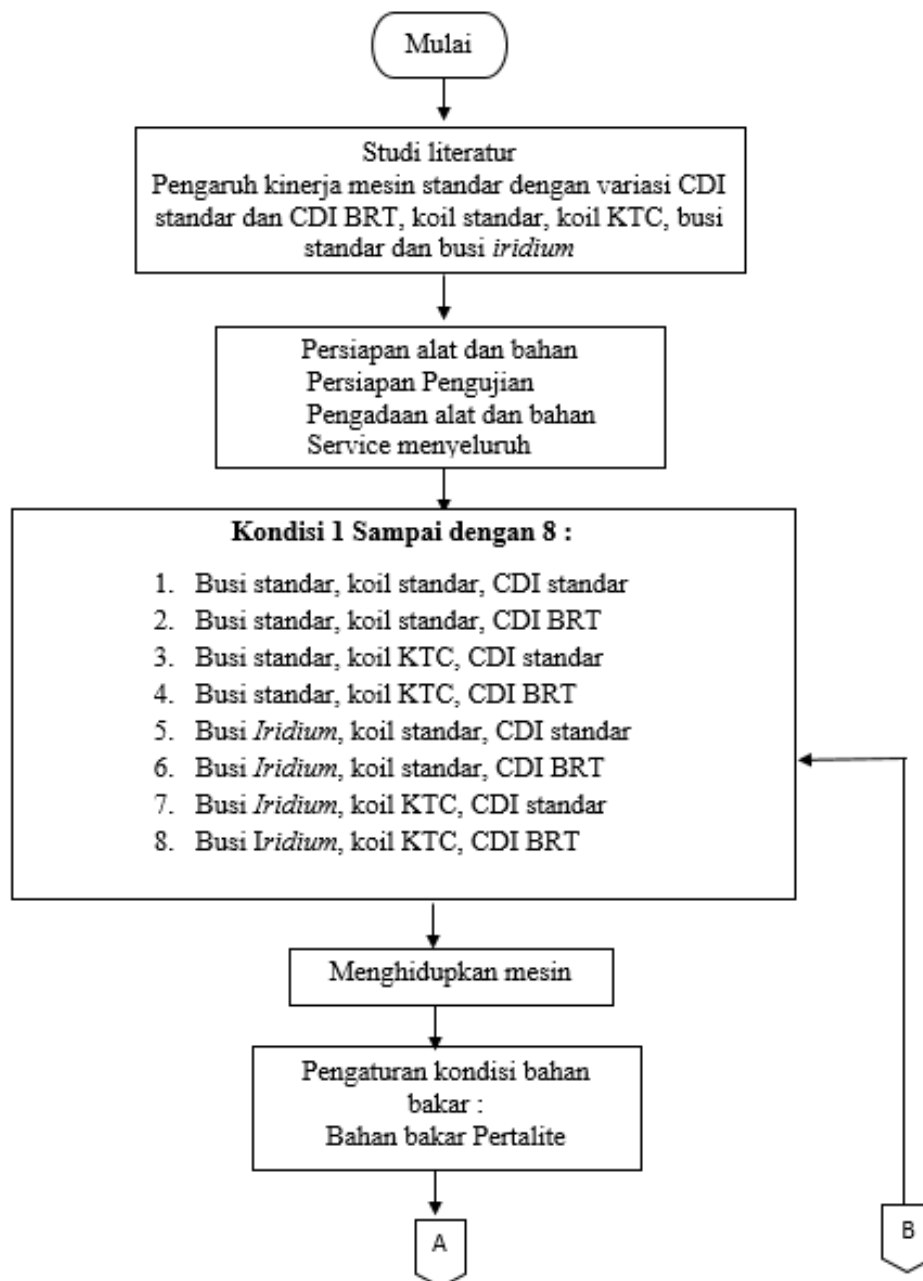 Mulai
Studi literatur
Pengaruh kinerja mesin standar dengan variasi CDI
standar dan CDI BRT, koil standar, koil KTC, busi
standar dan busi iridium
Persiapan alat dan bahan
Persiapan Pengujian
Pengadaan alat dan bahan
Service menyeluruh
Kondisi 1 Sampai dengan 8 :
1. Busi standar, koil standar, CDI standar
2. Busi standar, koil standar, CDI BRT
3. Busi standar, koil KTC, CDI standar
4. Busi standar, koil KTC, CDI BRT
5. Busi Iridium, koil standar, CDI standar
6. Busi Iridium, koil standar, CDI BRT
7. Busi Iridium, koil KTC, CDI standar
8. Busi Iridium, koil KTC, CDI BRT
Menghidupkan mesin
Pengaturan kondisi bahan
bakar :
Bahan bakar Pertalite
A
B